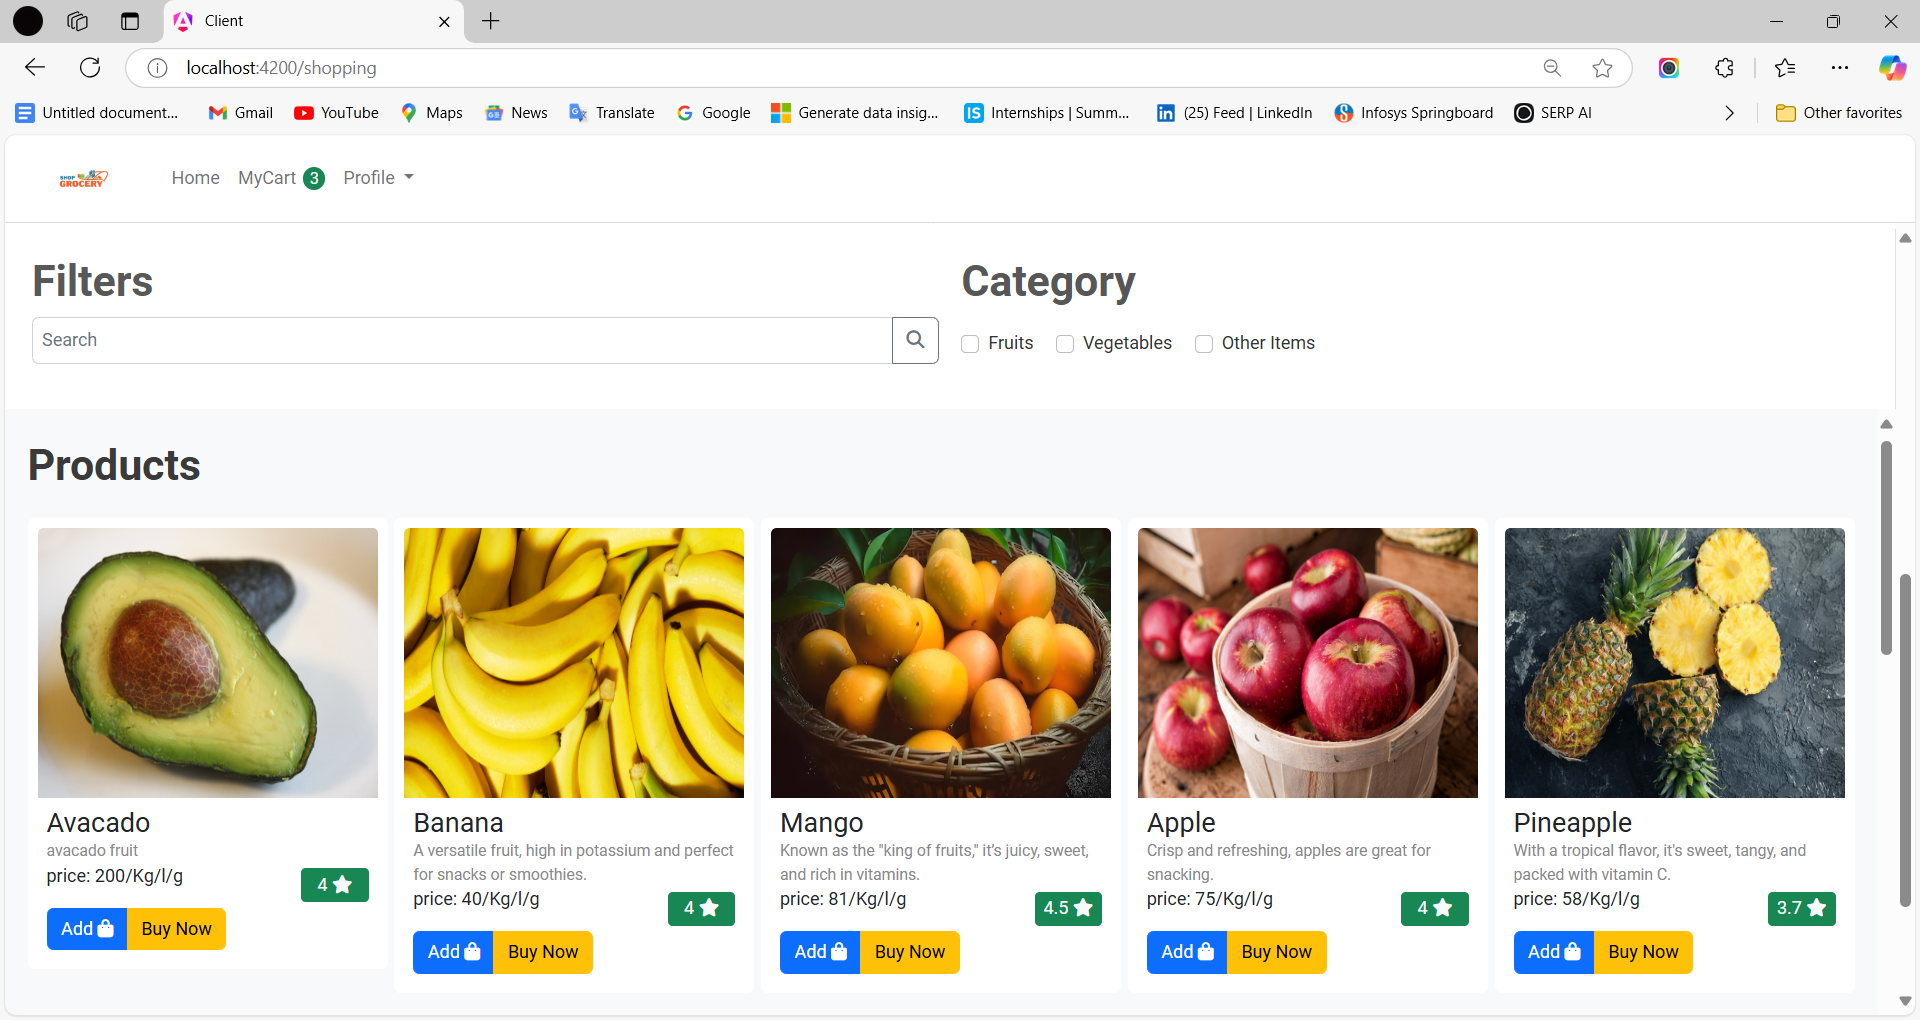 Client
localhost:4200/shopping
Untitled document...
Gmail
YouTube
Maps
News
Translate
Google
Generate data insig...
Internships | Summ...
(25) Feed | LinkedIn
Infosys Springboard
SERP AI
Other favorites
SHOP
GROCERY
Home
MyCart 3
Profile
Filters
Category
Search
Fruits
Vegetables
Other Items
Products
Avacado
avacado fruit
price: 200/Kg/l/g
4
Add
Buy Now
Banana
A versatile fruit, high in potassium and perfect
for snacks or smoothies.
price: 40/Kg/l/g
4
Add
Buy Now
Mango
Known as the "king of fruits," it's juicy, sweet,
and rich in vitamins.
price: 81/Kg/l/g
4.5
Add
Buy Now
Apple
Crisp and refreshing, apples are great for
snacking.
price: 75/Kg/l/g
4
Add
Buy Now
Pineapple
With a tropical flavor, it's sweet, tangy, and
packed with vitamin C.
price: 58/Kg/l/g
3.7
Add
Buy Now